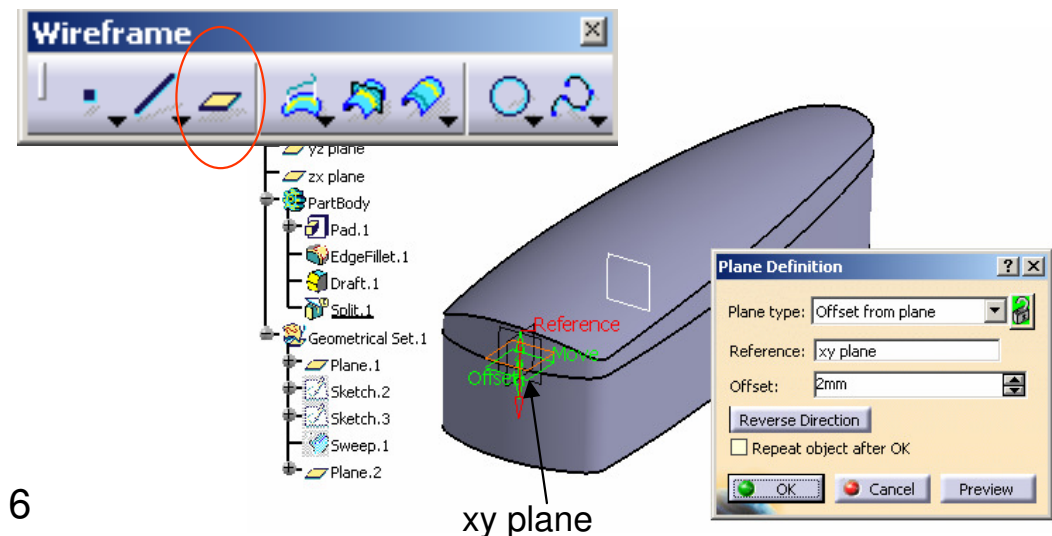 Wireframe
yz plane
zx plane
PartBody
Pad.1
EdgeFillet.1
Draft.1
Split.1
Geometrical Set.1
Plane.1
Sketch.2
Sketch.3
Sweep.1
Plane.2
Reference
Move
Offset
xy plane
Plane Definition
Plane type: Offset from plane
Reference: xy plane
Offset: 2mm
Reverse Direction
Repeat object after OK
OK Cancel Preview
6